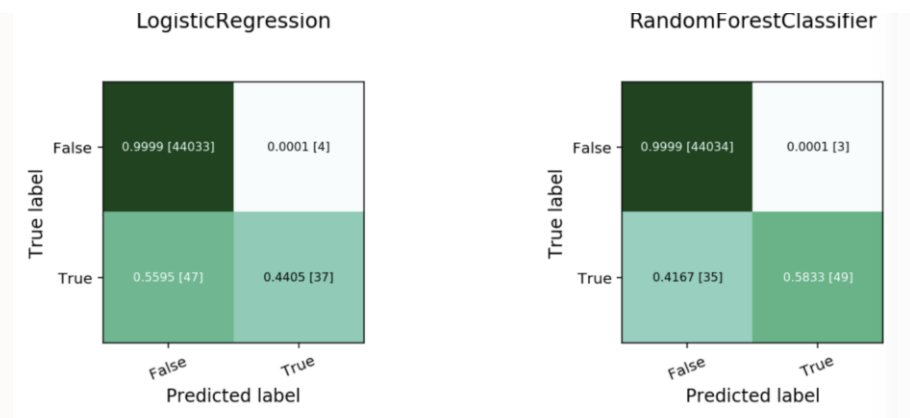 LogisticRegression
True label
False
0.9999 [44033]
0.0001 [4]
True
0.5595 [47]
0.4405 [37]
False
True
Predicted label
RandomForestClassifier
True label
False
0.9999 [44034]
0.0001 [3]
True
0.4167 [35]
0.5833 [49]
False
True
Predicted label